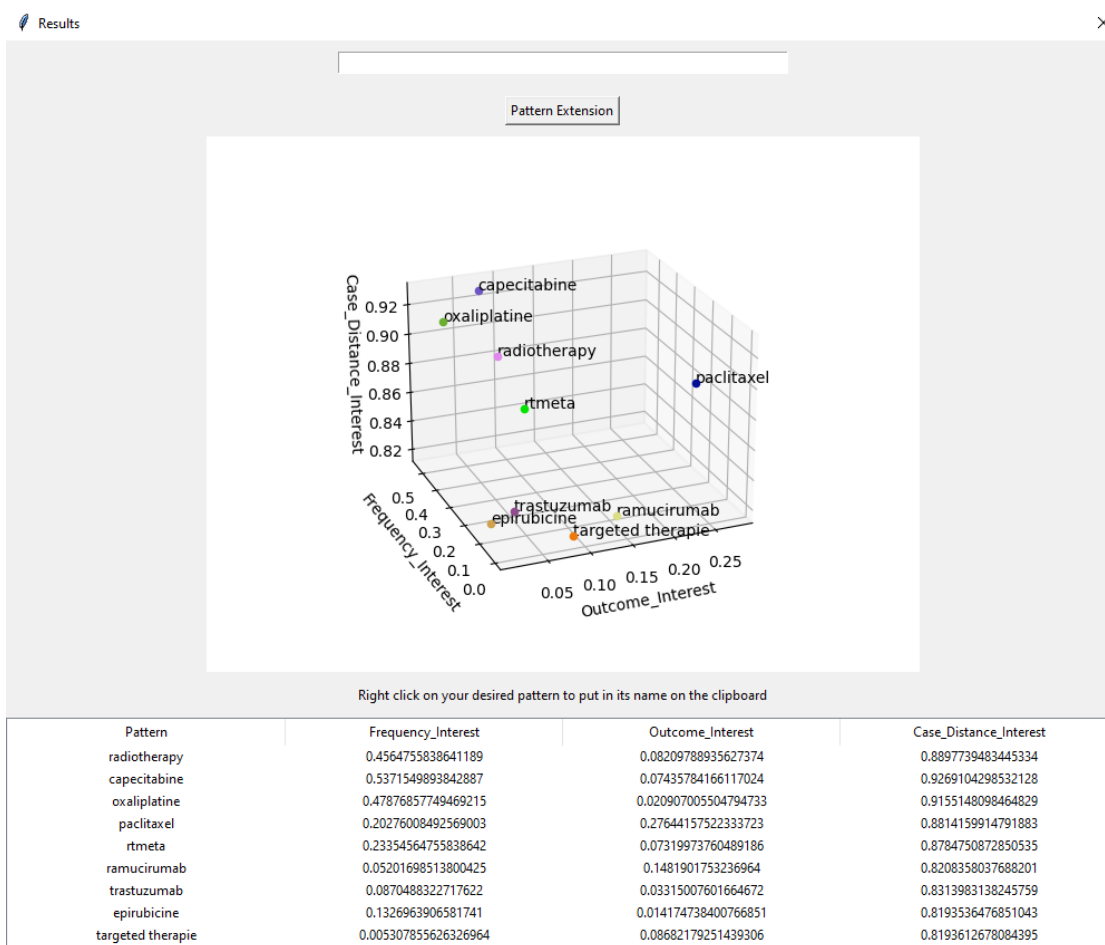 Results
Pattern Extension
capecitabine
oxaliplatine
radiotherapy
paclitaxel
rtmeta
trastuzumab
epirubicine
ramucirumab
targeted therapie
Case_Distance_Interest
0.92
0.90
0.88
0.86
0.84
0.82
Frequency_Interest
0.5
0.4
0.3
0.2
0.1
0.0
0.05 0.10 0.15 0.20 0.25
Outcome_Interest
Right click on your desired pattern to put in its name on the clipboard
Pattern Frequency_Interest Outcome_Interest Case_Distance_Interest
radiotherapy 0.4564755838641189 0.08209788935627374 0.8897739483445334
capecitabine 0.5371549893842887 0.07435784166117024 0.9269104298532128
oxaliplatine 0.47876857749469215 0.020907005504794733 0.9155148098464829
paclitaxel 0.20276008492569003 0.27644157522333723 0.8814159914791883
rtmeta 0.23354564755838642 0.07319973760489186 0.8784750872850535
ramucirumab 0.05201698513800425 0.1481901753236964 0.8208358037688201
trastuzumab 0.0870488322717622 0.03315007601664672 0.8313983138245759
epirubicine 0.1326963906581741 0.014174738400766851 0.8193536476851043
targeted therapie 0.005307855626326964 0.08682179251439306 0.8193612678084395